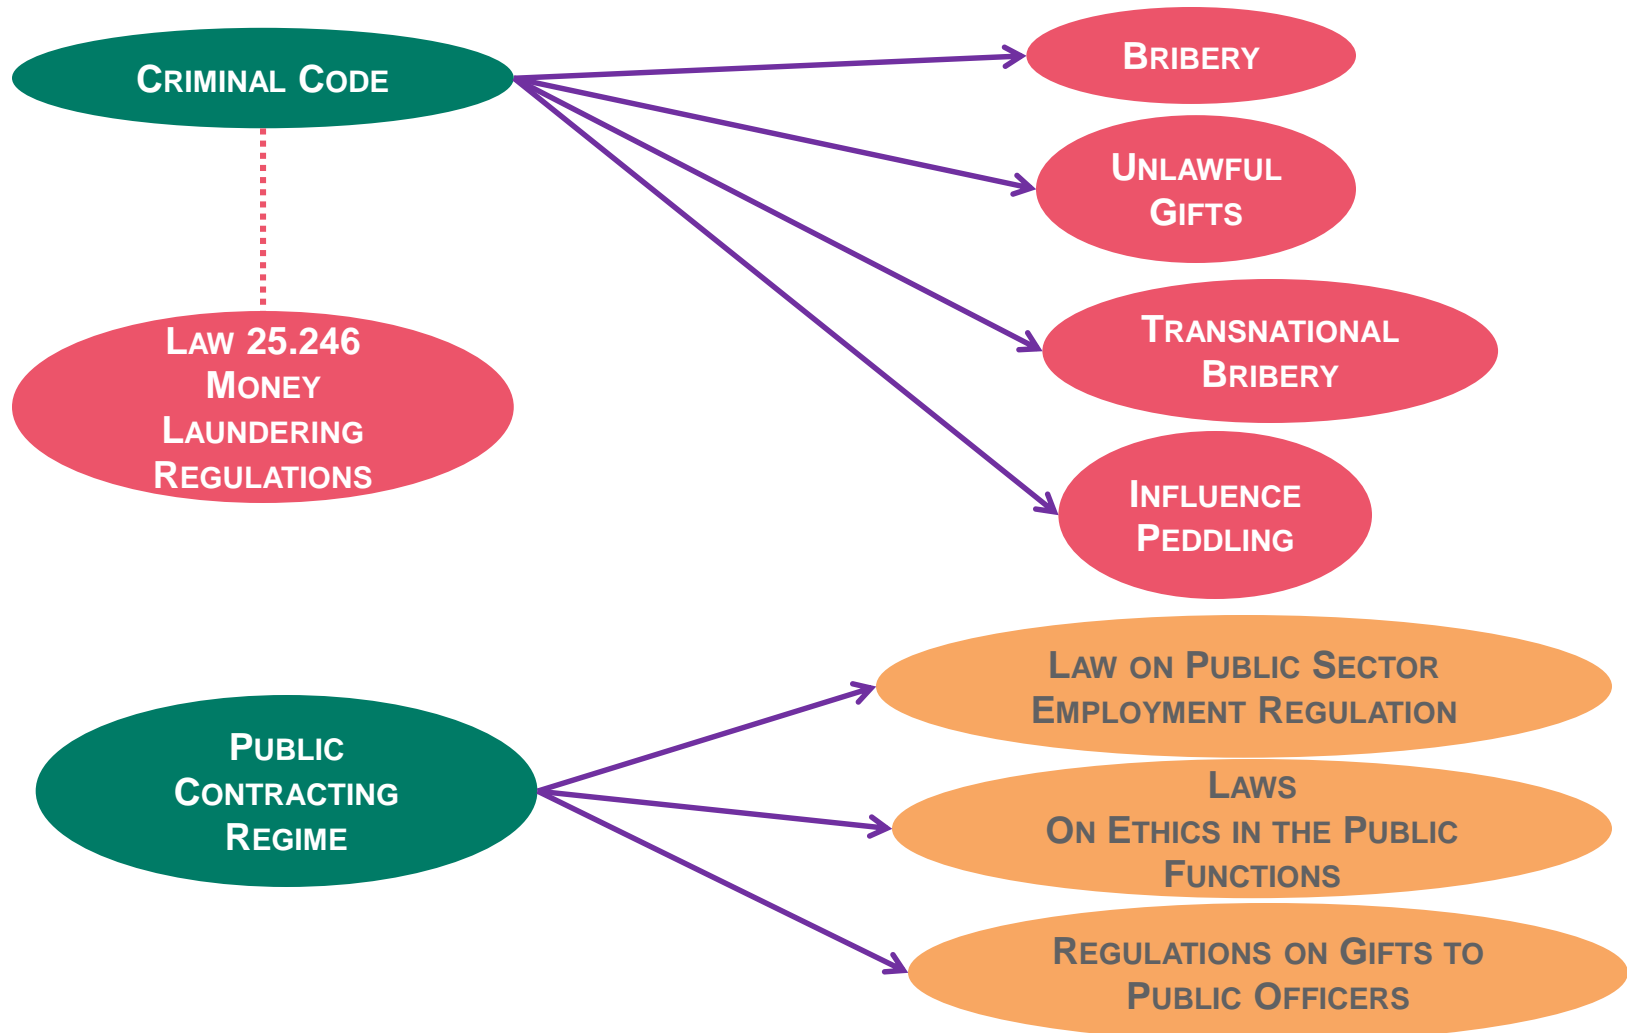 CRIMINAL CODE
BRIBERY
UNLAWFUL
GIFTS
TRANSNATIONAL
BRIBERY
INFLUENCE
PEDDLING
LAW 25.246
MONEY
LAUNDERING
REGULATIONS
PUBLIC
CONTRACTING
REGIME
LAW ON PUBLIC SECTOR
EMPLOYMENT REGULATION
LAWS
ON ETHICS IN THE PUBLIC
FUNCTIONS
REGULATIONS ON GIFTS TO
PUBLIC OFFICERS